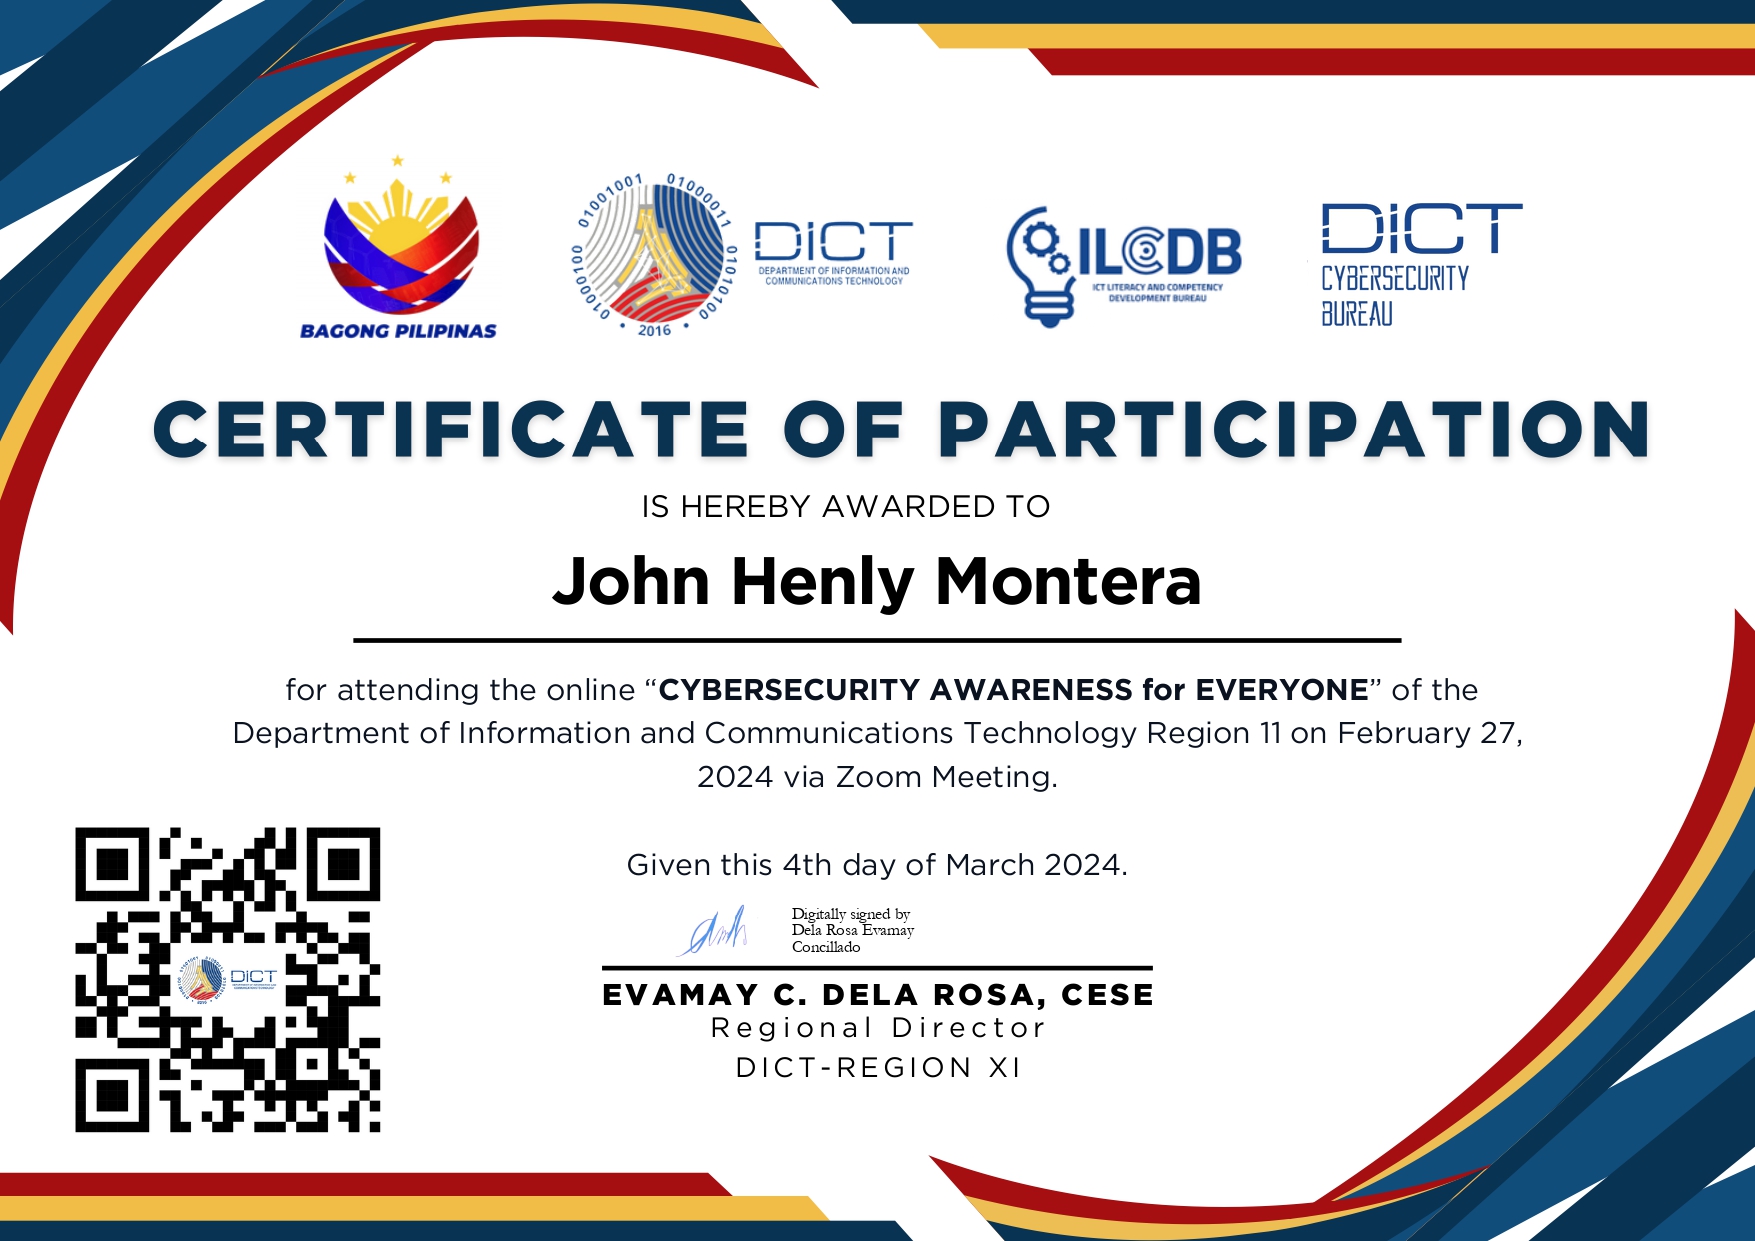 BAGONG PILIPINAS
01000100 01001001 01000011 01010100
• 2016 •
DiCT
DEPARTMENT OF INFORMATION AND
COMMUNICATIONS TECHNOLOGY
ILCDB
ICT LITERACY AND COMPETENCY
DEVELOPMENT BUREAU
DiCT
CYBERSECURITY
BUREAU
CERTIFICATE OF PARTICIPATION
IS HEREBY AWARDED TO
John Henly Montera
for attending the online “CYBERSECURITY AWARENESS for EVERYONE” of the
Department of Information and Communications Technology Region 11 on February 27,
2024 via Zoom Meeting.
Given this 4th day of March 2024.
Digitally signed by
Dela Rosa Evamay
Concillado
EVAMAY C. DELA ROSA, CESE
Regional Director
DICT-REGION XI
DiCT